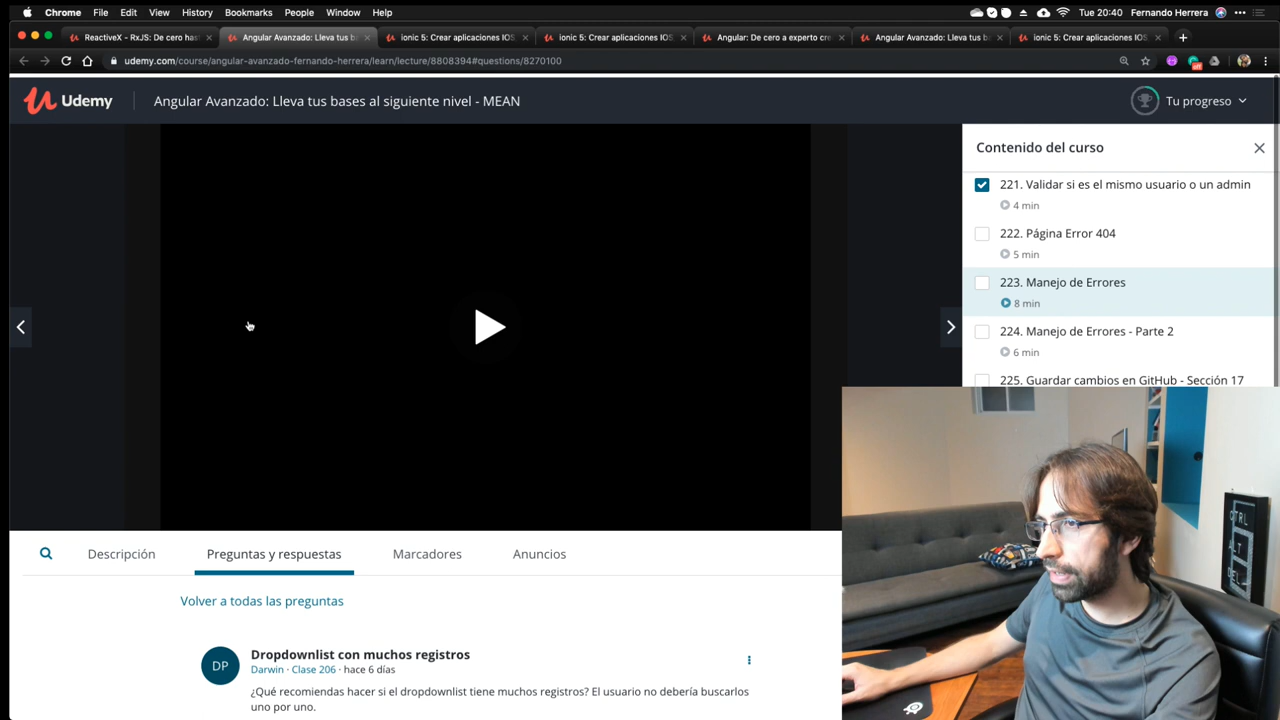 Chrome File Edit View History Bookmarks People Window Help Tue 20:40 Fernando Herrera
ReactiveX - RxJS: De cero has
Angular Avanzado: Lleva tus b
ionic 5: Crear aplicaciones IOS
ionic 5: Crear aplicaciones IOS
Angular: De cero a experto cre
Angular Avanzado: Lleva tus b
ionic 5: Crear aplicaciones IOS
udemy.com/course/angular-avanzado-fernando-herrera/learn/lecture/8808394#questions/8270100
Udemy
Angular Avanzado: Lleva tus bases al siguiente nivel - MEAN
Tu progreso
Contenido del curso
221. Validar si es el mismo usuario o un admin
4 min
222. Página Error 404
5 min
223. Manejo de Errores
8 min
224. Manejo de Errores - Parte 2
6 min
225. Guardar cambios en GitHub - Sección 17
Descripción
Preguntas y respuestas
Marcadores
Anuncios
Volver a todas las preguntas
DP
Dropdownlist con muchos registros
Darwin · Clase 206 · hace 6 días
¿Qué recomiendas hacer si el dropdownlist tiene muchos registros? El usuario no debería buscarlos
uno por uno.
CTRL
ALT
DEL